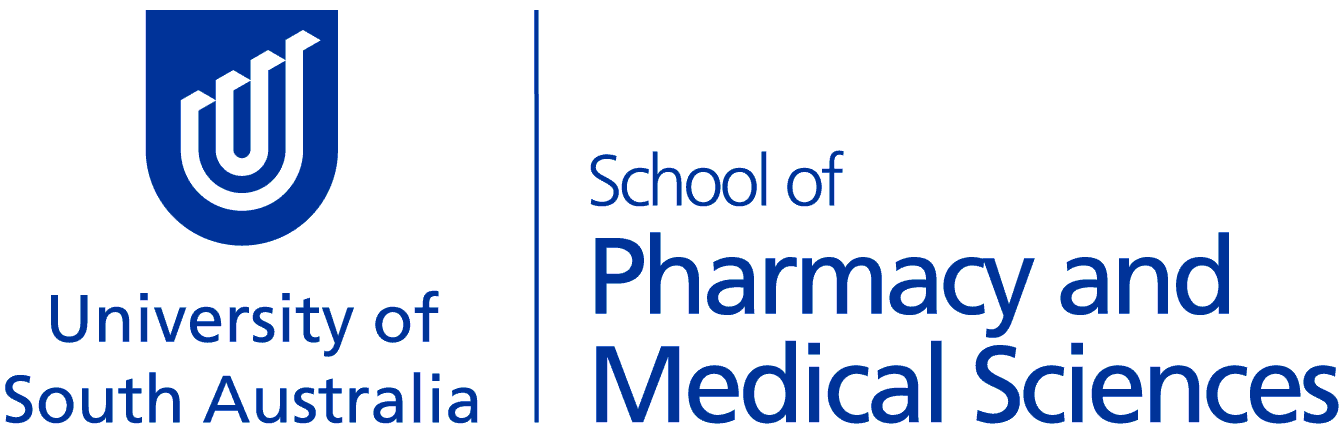 University of
South Australia
School of
Pharmacy and
Medical Sciences